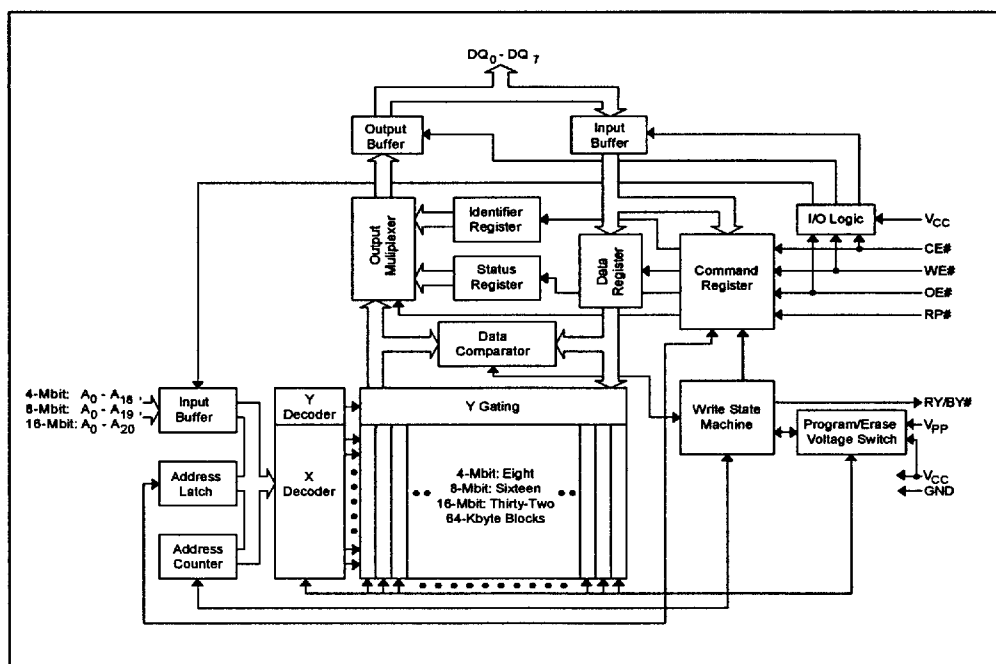 DQ0 - DQ7
Output
Buffer
Input
Buffer
Output
Muliplexer
Identifier
Register
Status
Register
Data
Register
Command
Register
I/O Logic
VCC
CE#
WE#
OE#
RP#
Data
Comparator
4-Mbit: A0 - A18 ,
8-Mbit: A0 - A19 ,
16-Mbit: A0 - A20
Input
Buffer
Y
Decoder
Y Gating
Write State
Machine
RY/BY#
Program/Erase
Voltage Switch
VPP
VCC
GND
Address
Latch
X
Decoder
4-Mbit: Eight
8-Mbit: Sixteen
16-Mbit: Thirty-Two
64-Kbyte Blocks
Address
Counter